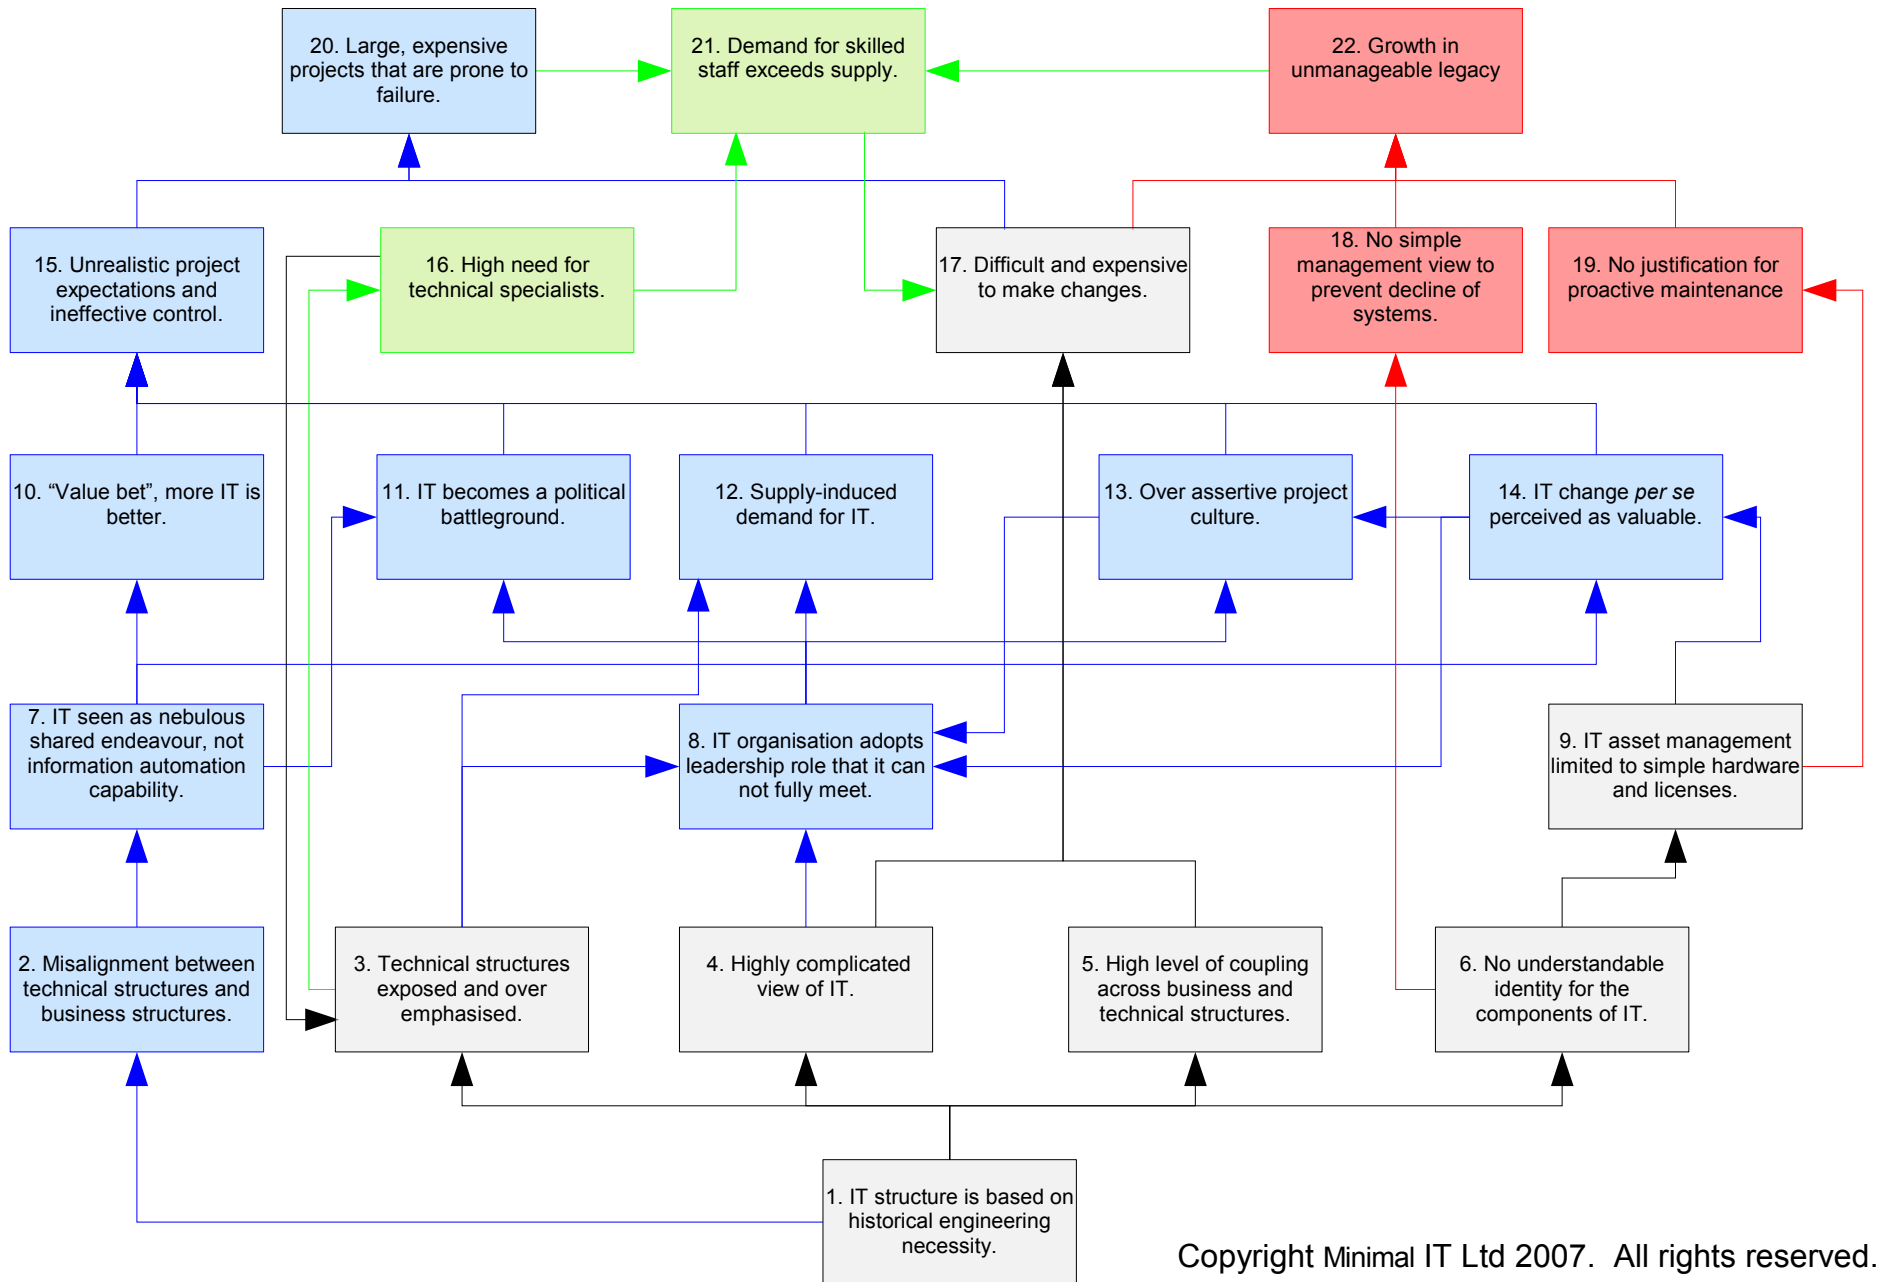 20. Large, expensive
projects that are prone to
failure.
21. Demand for skilled
staff exceeds supply.
22. Growth in
unmanageable legacy
15. Unrealistic project
expectations and
ineffective control.
16. High need for
technical specialists.
17. Difficult and expensive
to make changes.
18. No simple
management view to
prevent decline of
systems.
19. No justification for
proactive maintenance
10. “Value bet”, more IT is
better.
11. IT becomes a political
battleground.
12. Supply-induced
demand for IT.
13. Over assertive project
culture.
14. IT change per se
perceived as valuable.
7. IT seen as nebulous
shared endeavour, not
information automation
capability.
8. IT organisation adopts
leadership role that it can
not fully meet.
9. IT asset management
limited to simple hardware
and licenses.
2. Misalignment between
technical structures and
business structures.
3. Technical structures
exposed and over
emphasised.
4. Highly complicated
view of IT.
5. High level of coupling
across business and
technical structures.
6. No understandable
identity for the
components of IT.
1. IT structure is based on
historical engineering
necessity.
Copyright Minimal IT Ltd 2007. All rights reserved.